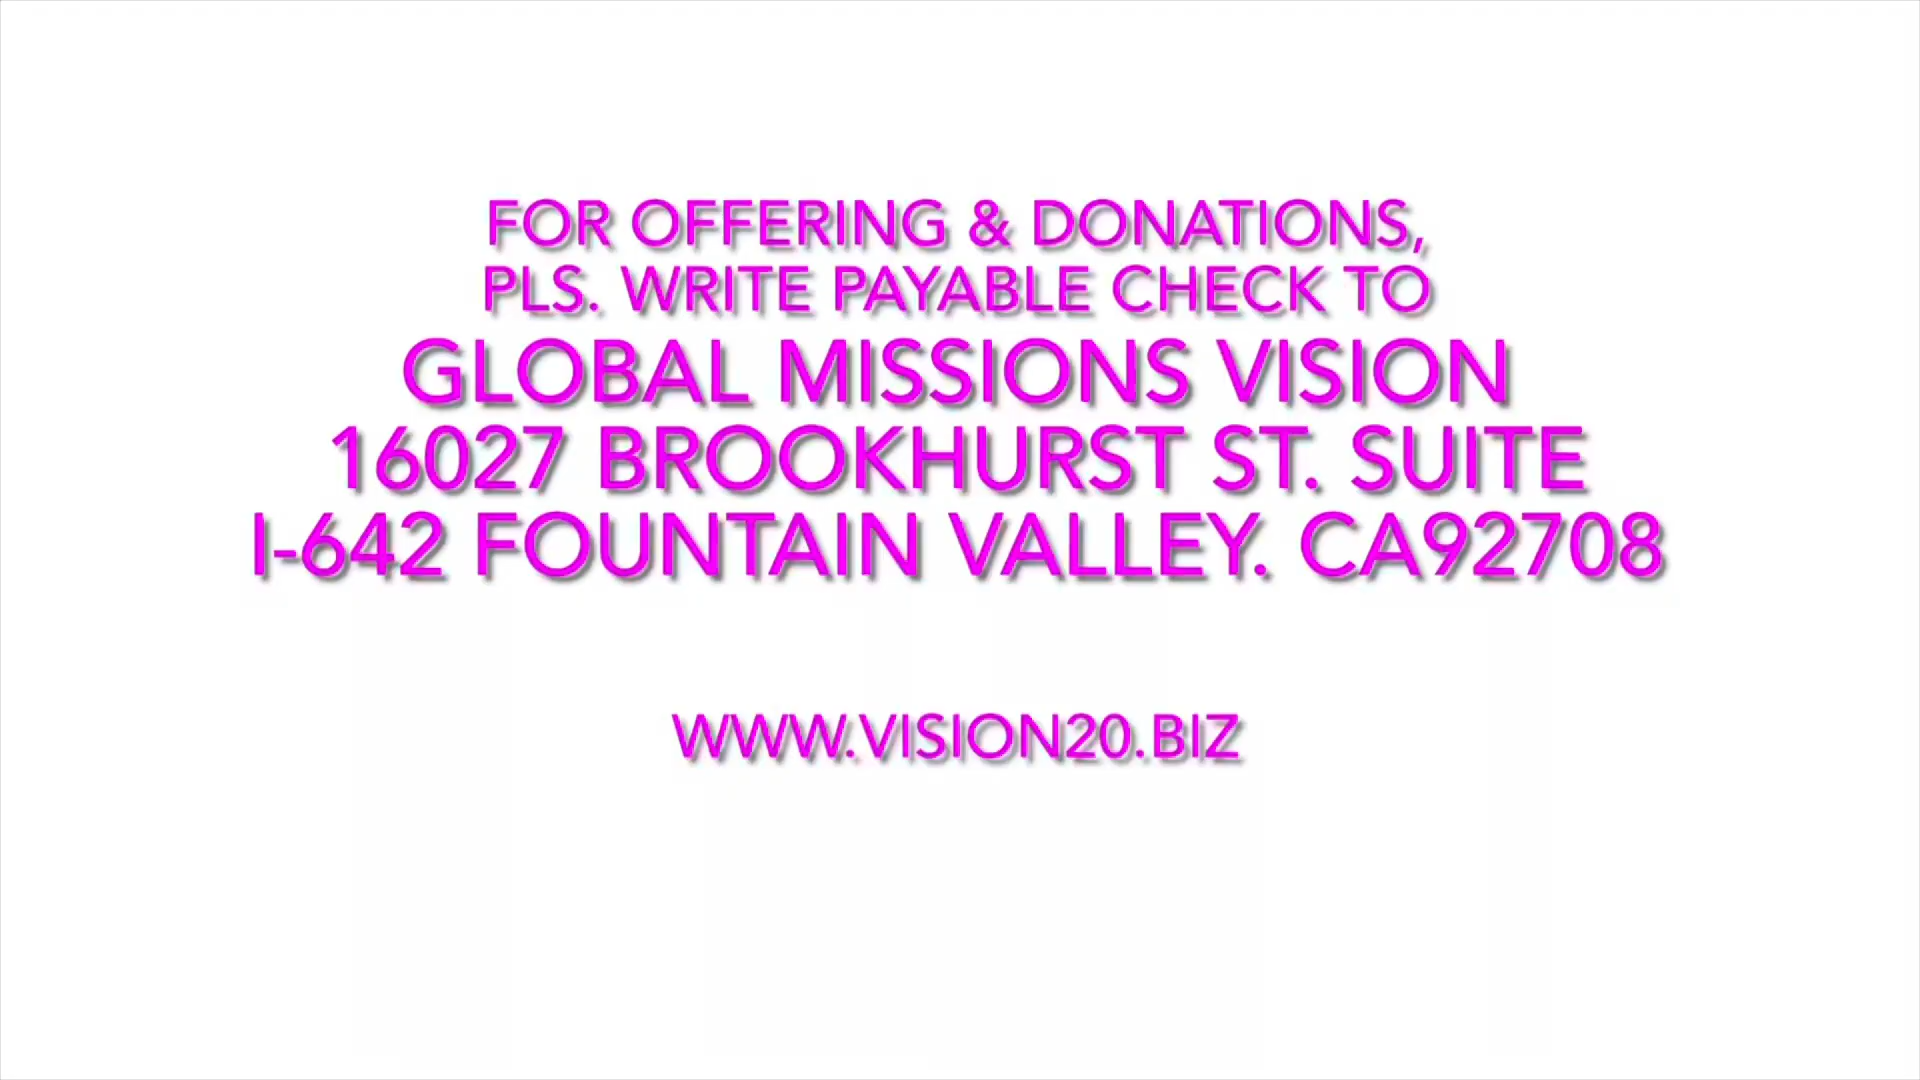 FOR OFFERING & DONATIONS,
PLS. WRITE PAYABLE CHECK TO
GLOBAL MISSIONS VISION
16027 BROOKHURST ST. SUITE
I-642 FOUNTAIN VALLEY. CA92708
WWW.VISION20.BIZ